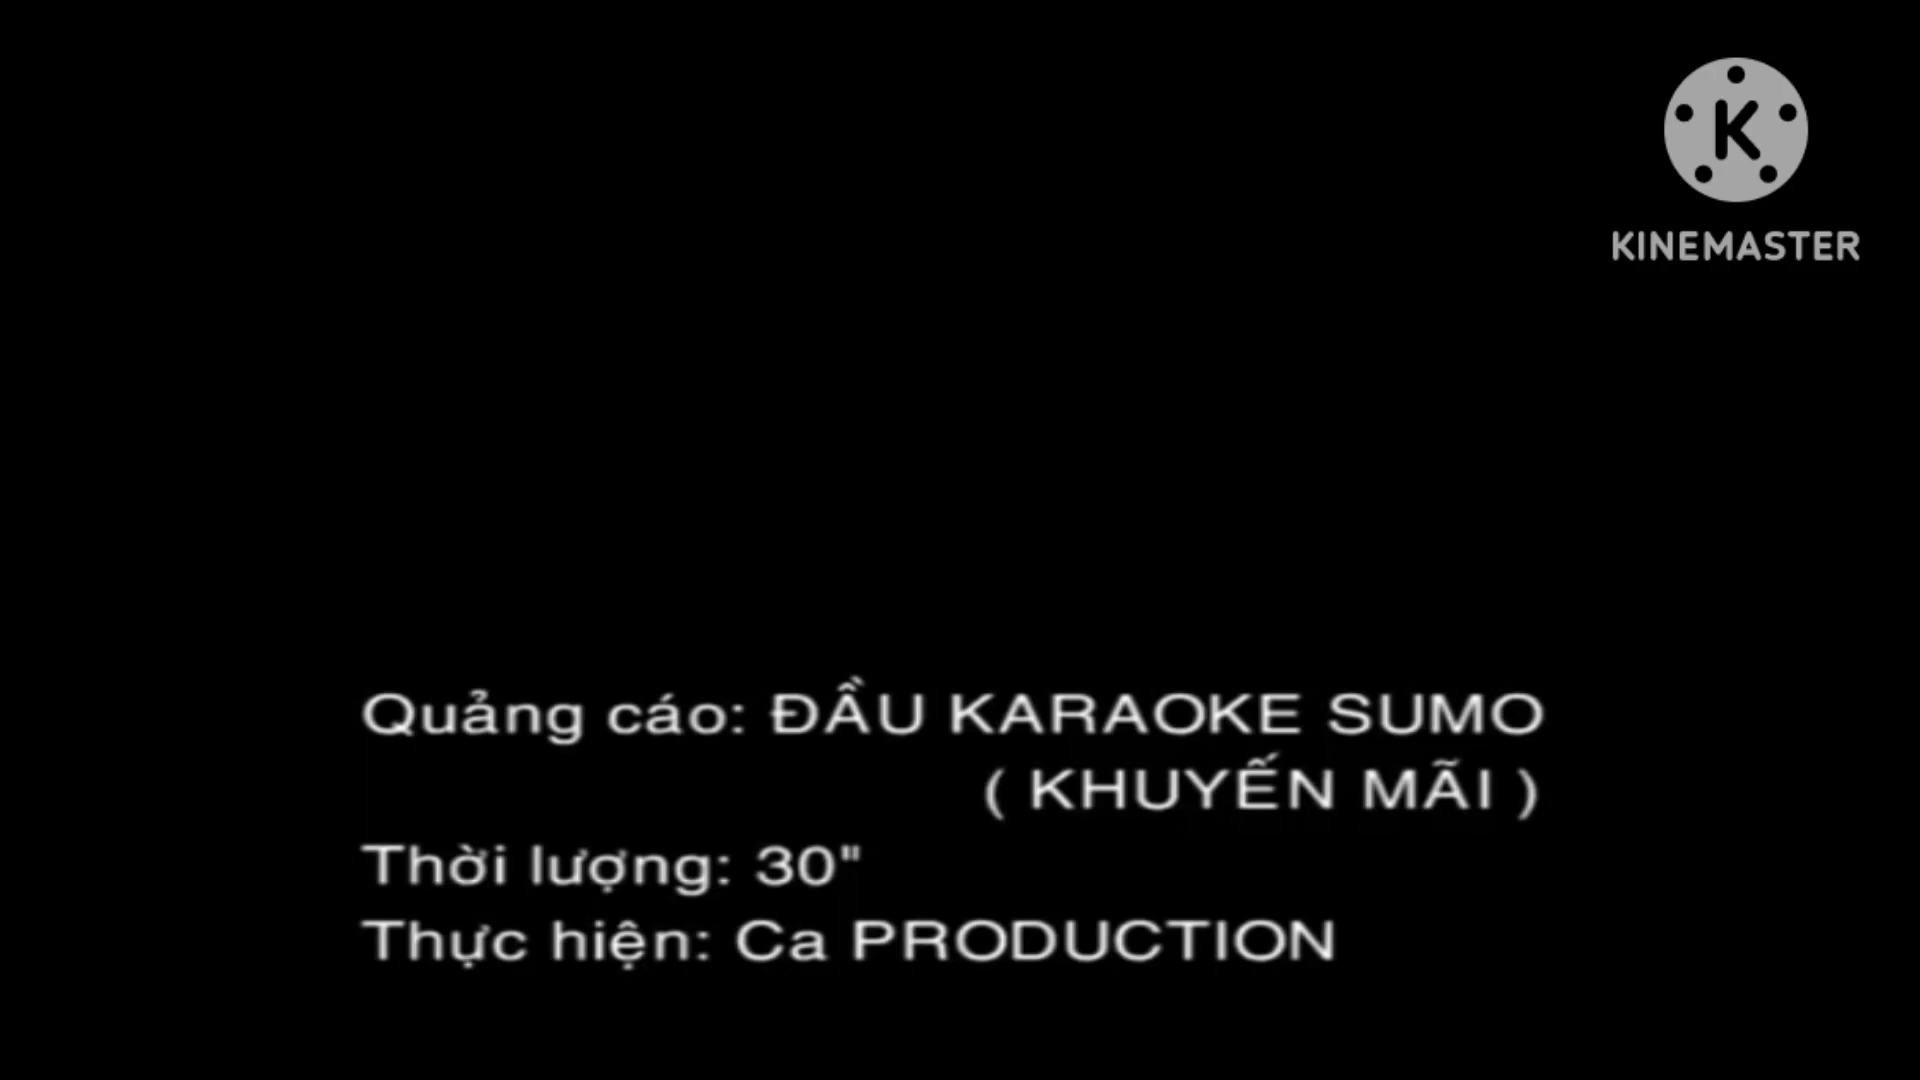 K
KINEMASTER
Quảng cáo: ĐẦU KARAOKE SUMO
( KHUYẾN MÃI )
Thời lượng: 30"
Thực hiện: Ca PRODUCTION